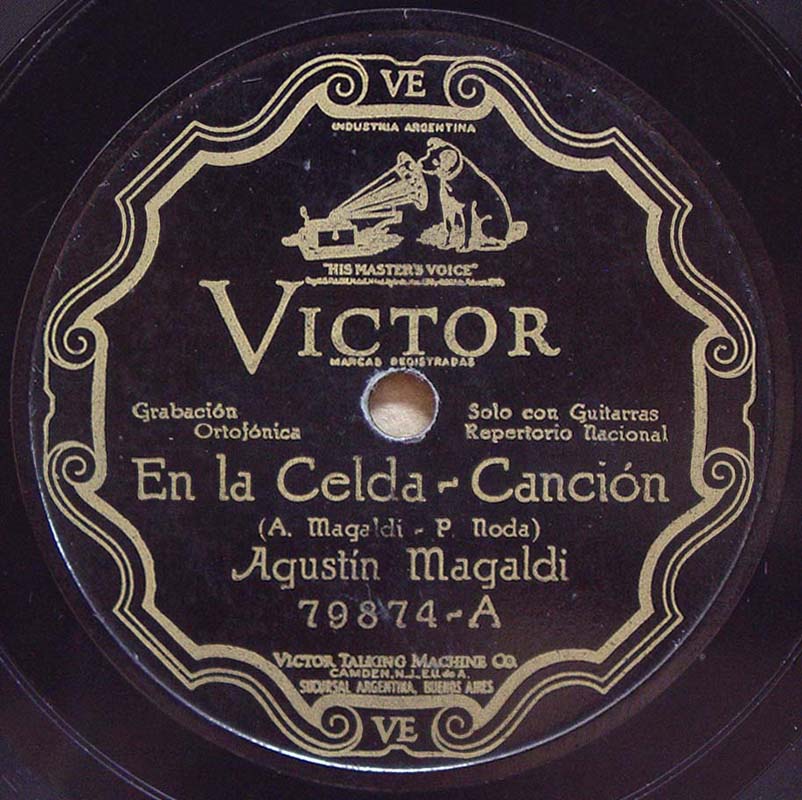 VE
INDUSTRIA ARGENTINA
"HIS MASTER'S VOICE"
VICTOR
MARCAS REGISTRADAS
Grabación Ortofónica
Solo con Guitarras
Repertorio Nacional
En la Celda - Canción
(A. Magaldi - P. Noda)
Agustín Magaldi
79874-A
VICTOR TALKING MACHINE CO.
CAMDEN, N.J., E.U. de A.
SUCURSAL ARGENTINA, BUENOS AIRES
VE